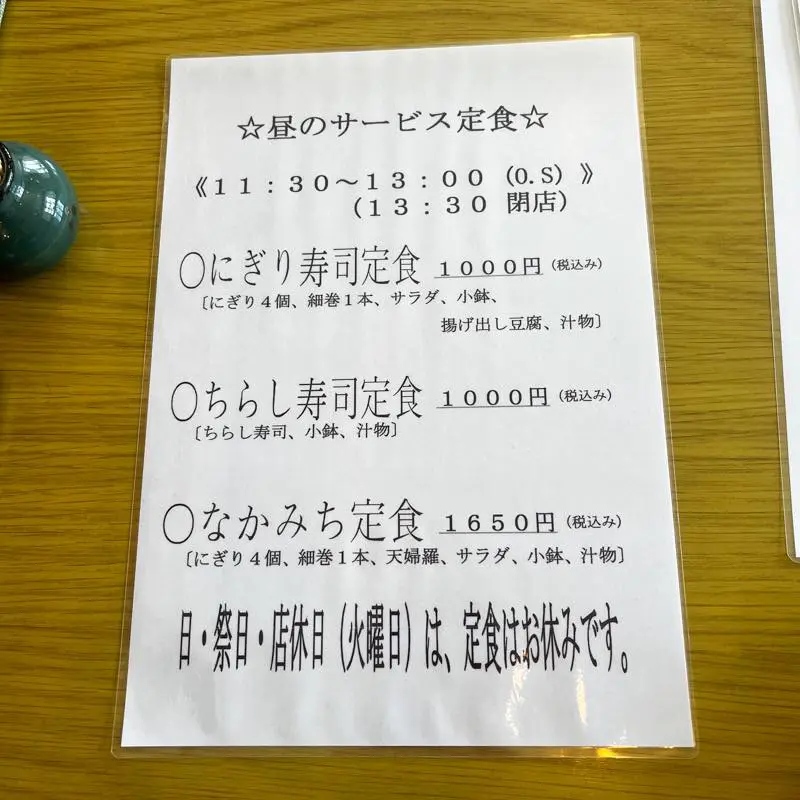 ☆昼のサービス定食☆
《11：30～13：00（O.S）》
（13：30 閉店）
〇にぎり寿司定食 1000円（税込み）
〔にぎり4個、細巻1本、サラダ、小鉢、
揚げ出し豆腐、汁物〕
〇ちらし寿司定食 1000円（税込み）
〔ちらし寿司、小鉢、汁物〕
〇なかみち定食 1650円（税込み）
〔にぎり4個、細巻1本、天婦羅、サラダ、小鉢、汁物〕
日・祭日・店休日（火曜日）は、定食はお休みです。